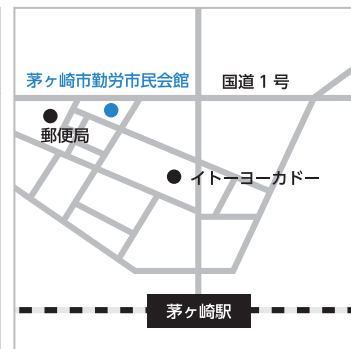 茅ヶ崎市勤労市民会館
国道1号
郵便局
イトーヨーカドー
茅ヶ崎駅